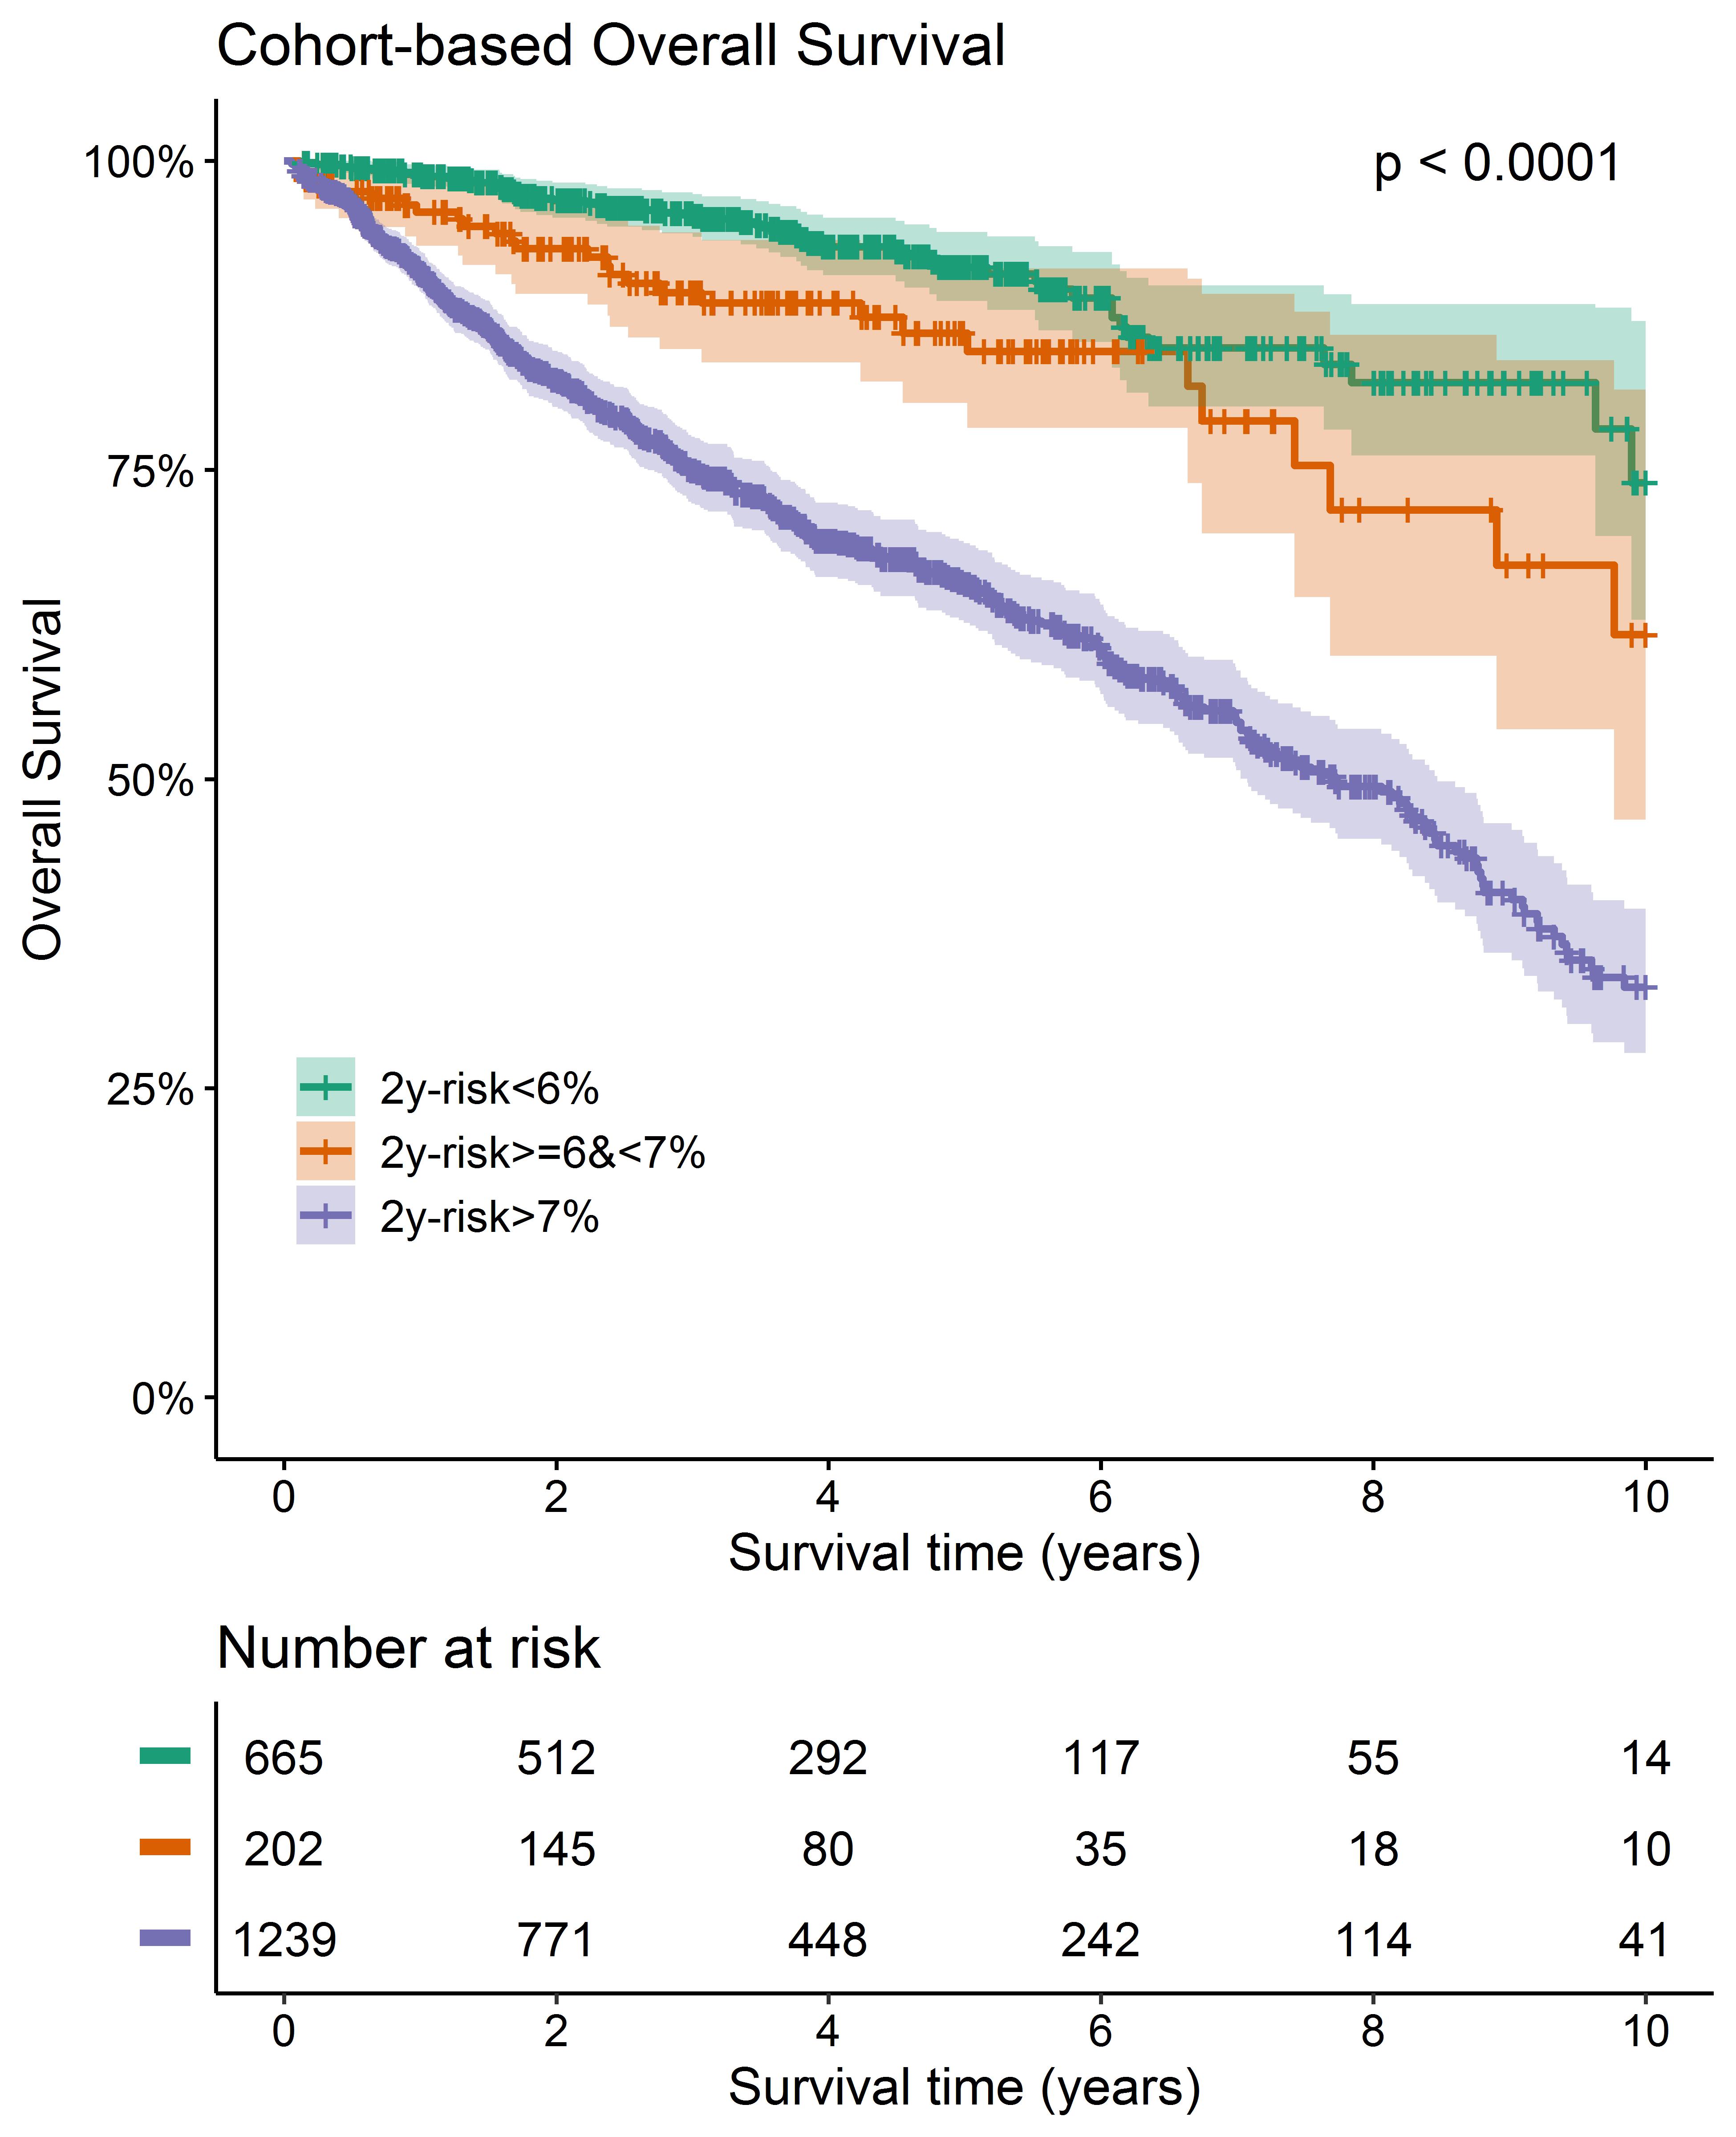 Cohort-based Overall Survival
p < 0.0001
100%
75%
50%
25%
0%
Overall Survival
2y-risk<6%
2y-risk>=6&<7%
2y-risk>7%
0 2 4 6 8 10
Survival time (years)
Number at risk
665 512 292 117 55 14
202 145 80 35 18 10
1239 771 448 242 114 41
0 2 4 6 8 10
Survival time (years)